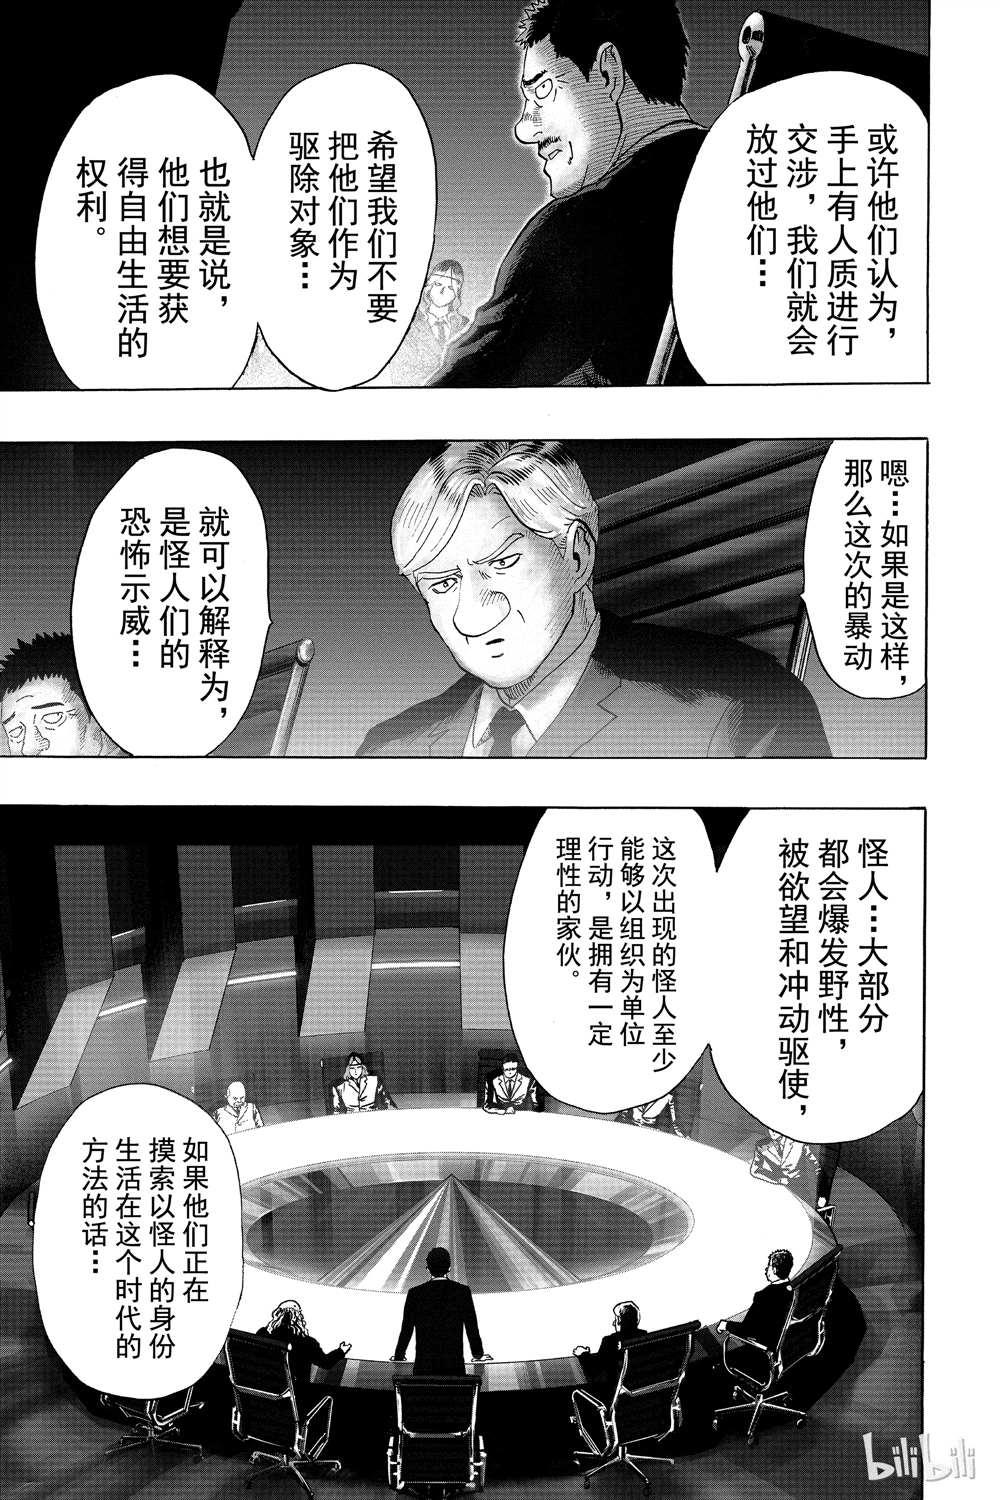 或许他们认为，
手上有人质进行
交涉，我们就会
放过他们…
希望我们不要
把他们作为
驱除对象…
也就是说，
他们想要获
得自由生活的
权利。
嗯…如果是这样，
那么这次的暴动
就可以解释为，
是怪人们的
恐怖示威…
怪人…大部分
都会爆发野性，
被欲望和冲动驱使，
这次出现的怪人至少
能够以组织为单位
行动，是拥有一定
理性的家伙。
如果他们正在
摸索以怪人的身份
生活在这个时代的
方法的话…
bilibili